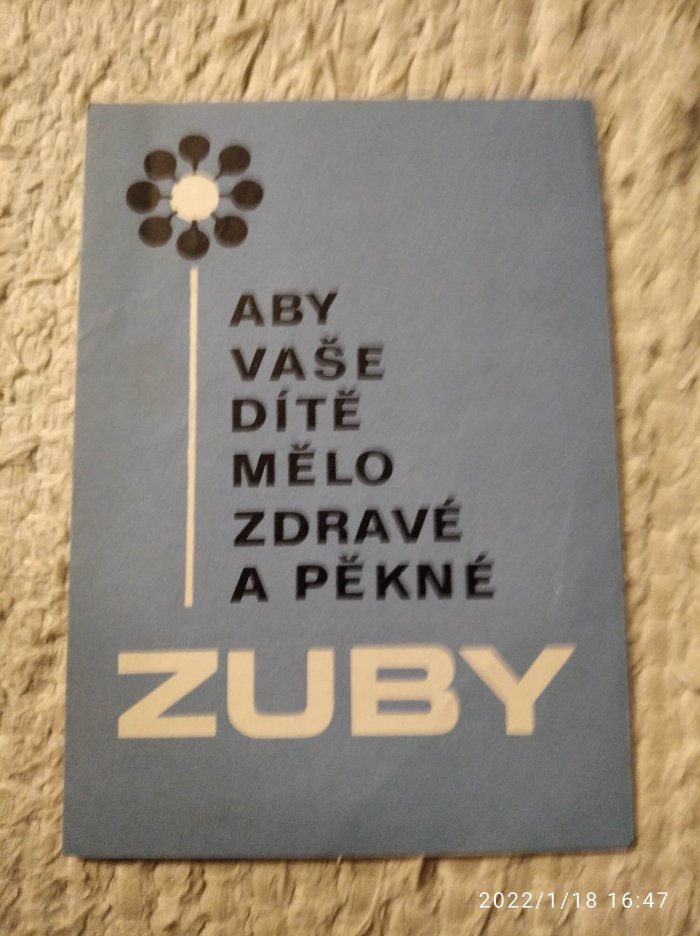 ABY
VAŠE
DÍTĚ
MĚLO
ZDRAVÉ
A PĚKNÉ
ZUBY
2022/1/18 16:47